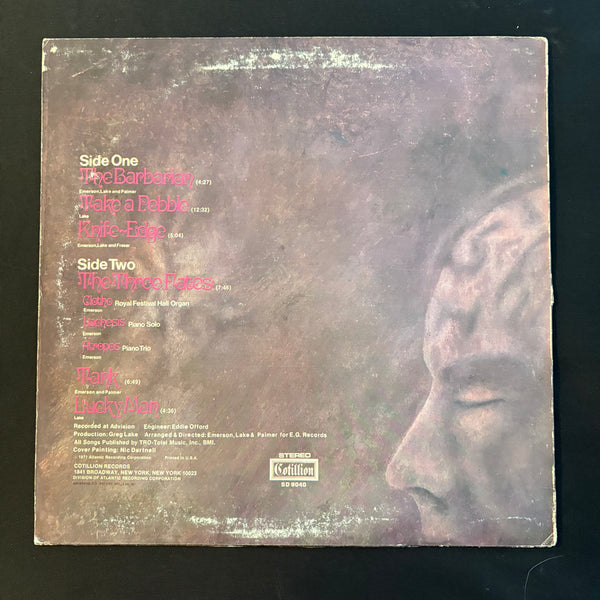 Side One
The Barbarian (4:27)
Emerson, Lake and Palmer
Take a Pebble (12:32)
Lake
Knife-Edge (5:04)
Emerson, Lake and Fraser
Side Two
The Three Fates: (7:46)
Clotho Royal Festival Hall Organ
Emerson
Lachesis Piano Solo
Emerson
Atropos Piano Trio
Emerson
Tank (6:49)
Emerson and Palmer
Lucky Man (4:36)
Lake
Recorded at Advision Engineer: Eddie Offord
Production: Greg Lake Arranged & Directed: Emerson, Lake & Palmer for E.G. Records
All Songs Published by TRO-Total Music, Inc., BMI.
Cover Painting: Nic Dartnell
© 1971 Atlantic Recording Corporation. Printed in U.S.A.
COTILLION RECORDS
1841 BROADWAY, NEW YORK, NEW YORK 10023
DIVISION OF ATLANTIC RECORDING CORPORATION
STEREO
Cotillion
SD 9040